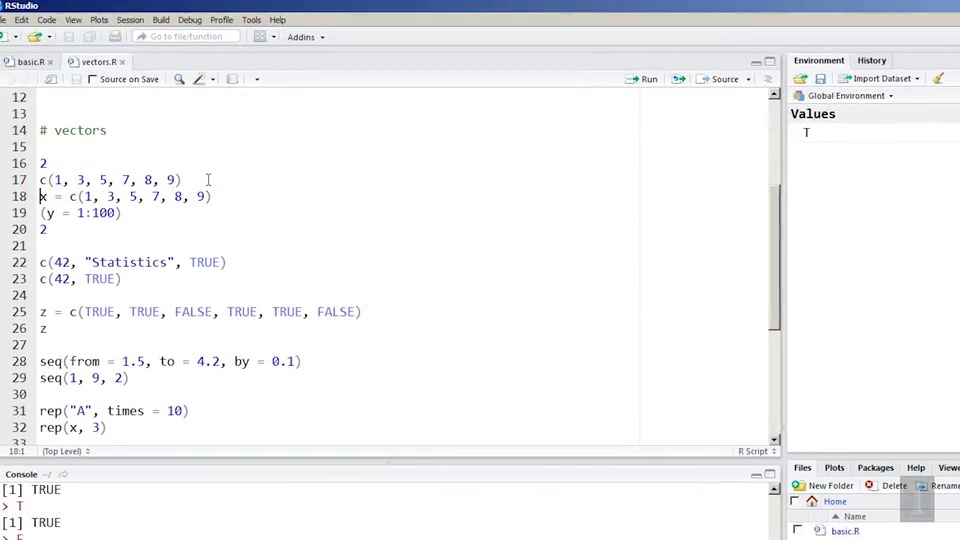 RStudio
le Edit Code View Plots Session Build Debug Profile Tools Help
Go to file/function Addins
basic.R vectors.R
Source on Save Run Source
12
13
14 # vectors
15
16 2
17 c(1, 3, 5, 7, 8, 9)
18 x = c(1, 3, 5, 7, 8, 9)
19 (y = 1:100)
20 2
21
22 c(42, "Statistics", TRUE)
23 c(42, TRUE)
24
25 z = c(TRUE, TRUE, FALSE, TRUE, TRUE, FALSE)
26 z
27
28 seq(from = 1.5, to = 4.2, by = 0.1)
29 seq(1, 9, 2)
30
31 rep("A", times = 10)
32 rep(x, 3)
33
18:1 (Top Level) R Script
Console ~/
[1] TRUE
> T
[1] TRUE
> F
Environment History
Import Dataset
Global Environment
Values
T
Files Plots Packages Help Viewe
New Folder Delete Rename
Home
Name
basic.R